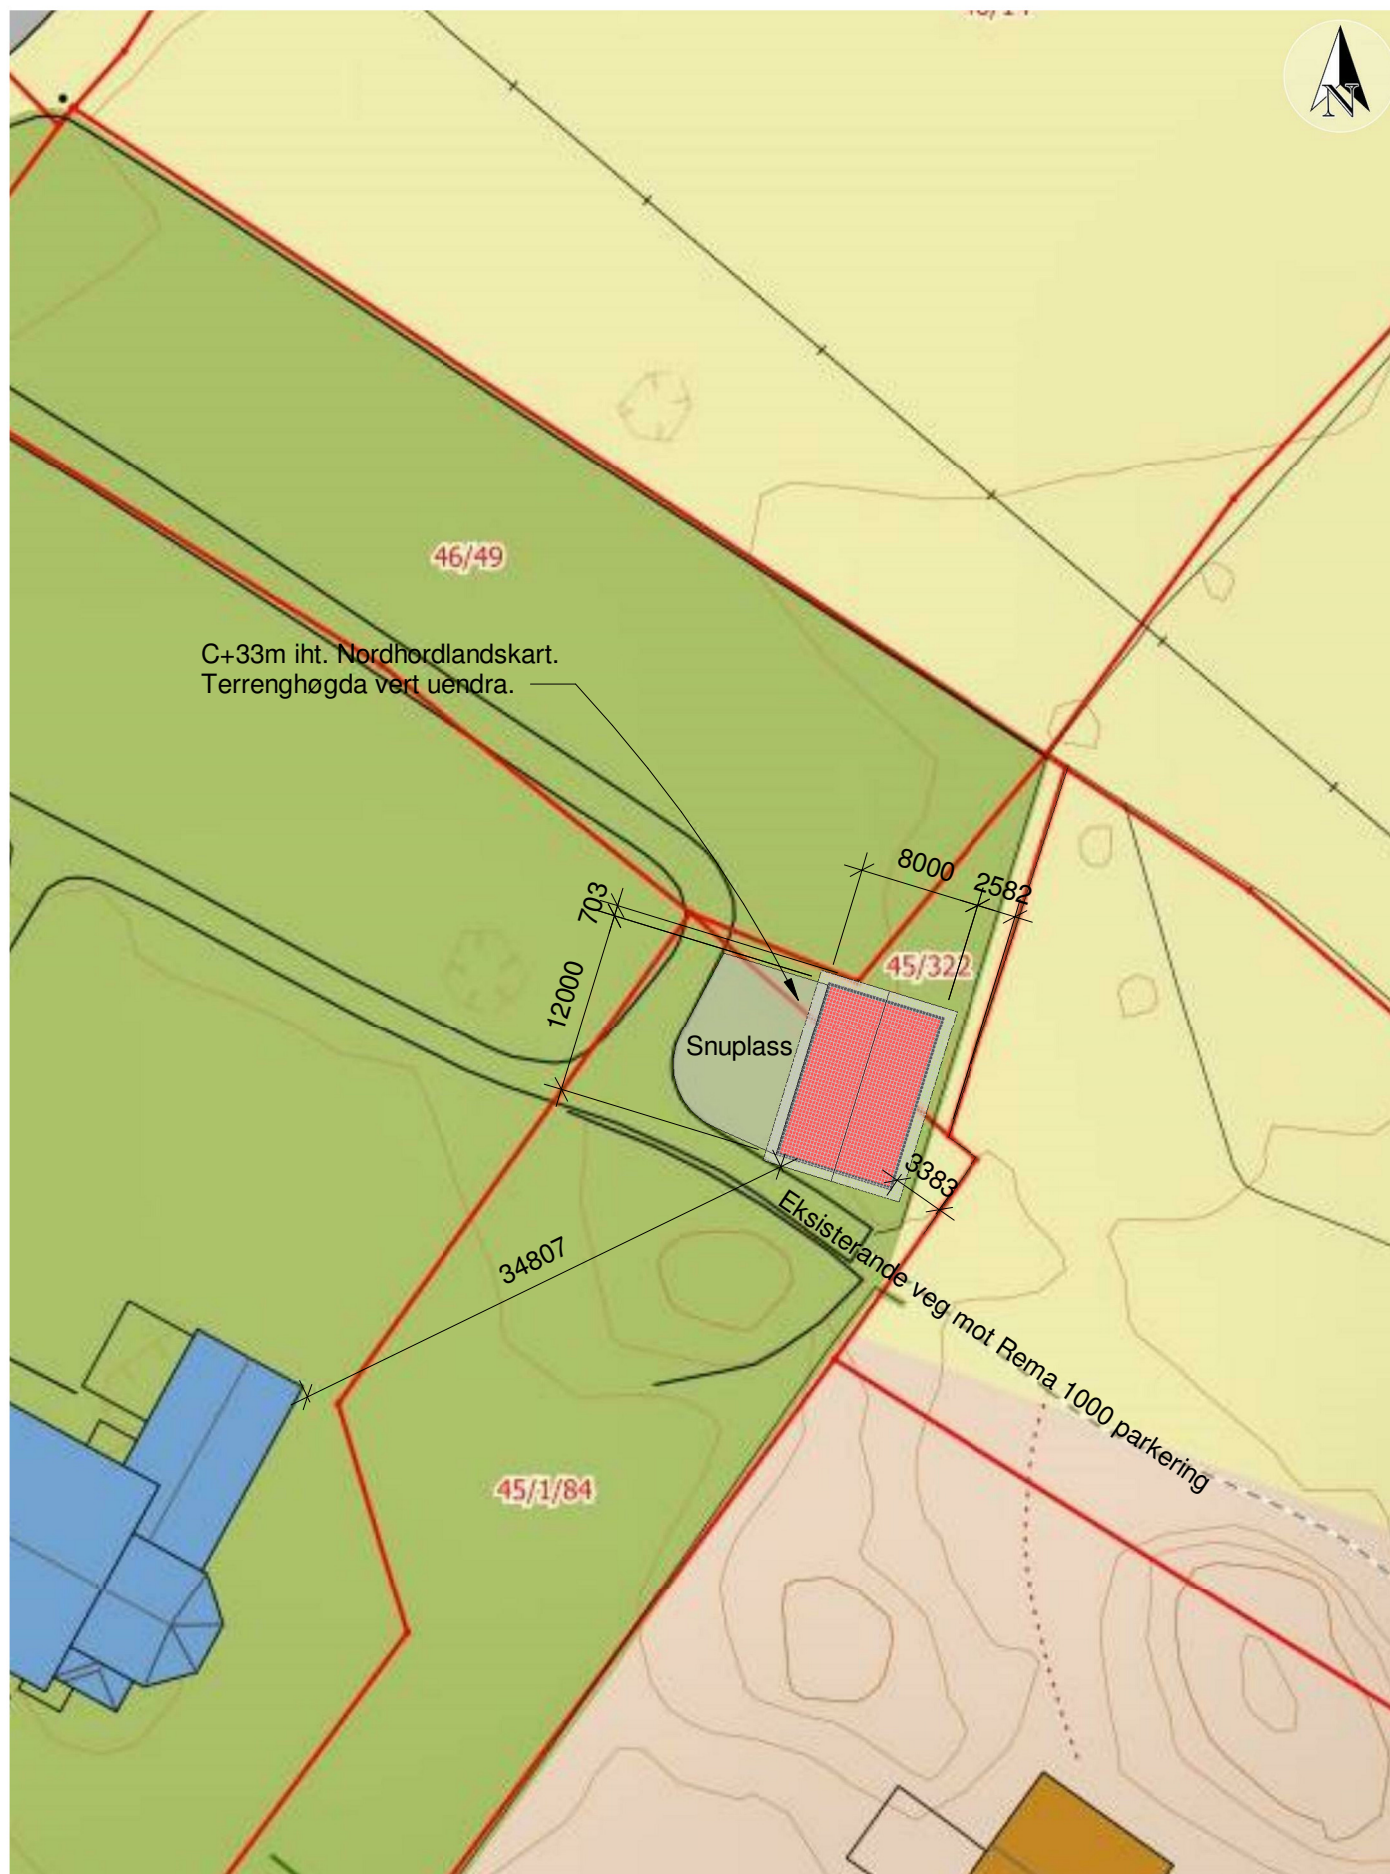 N
46/49
C+33m iht. Nordhordlandskart.
Terrenghøgda vert uendra.
8000
2582
703
45/322
12000
Snuplass
3383
34807
Eksisterande veg mot Rema 1000 parkering
45/1/84